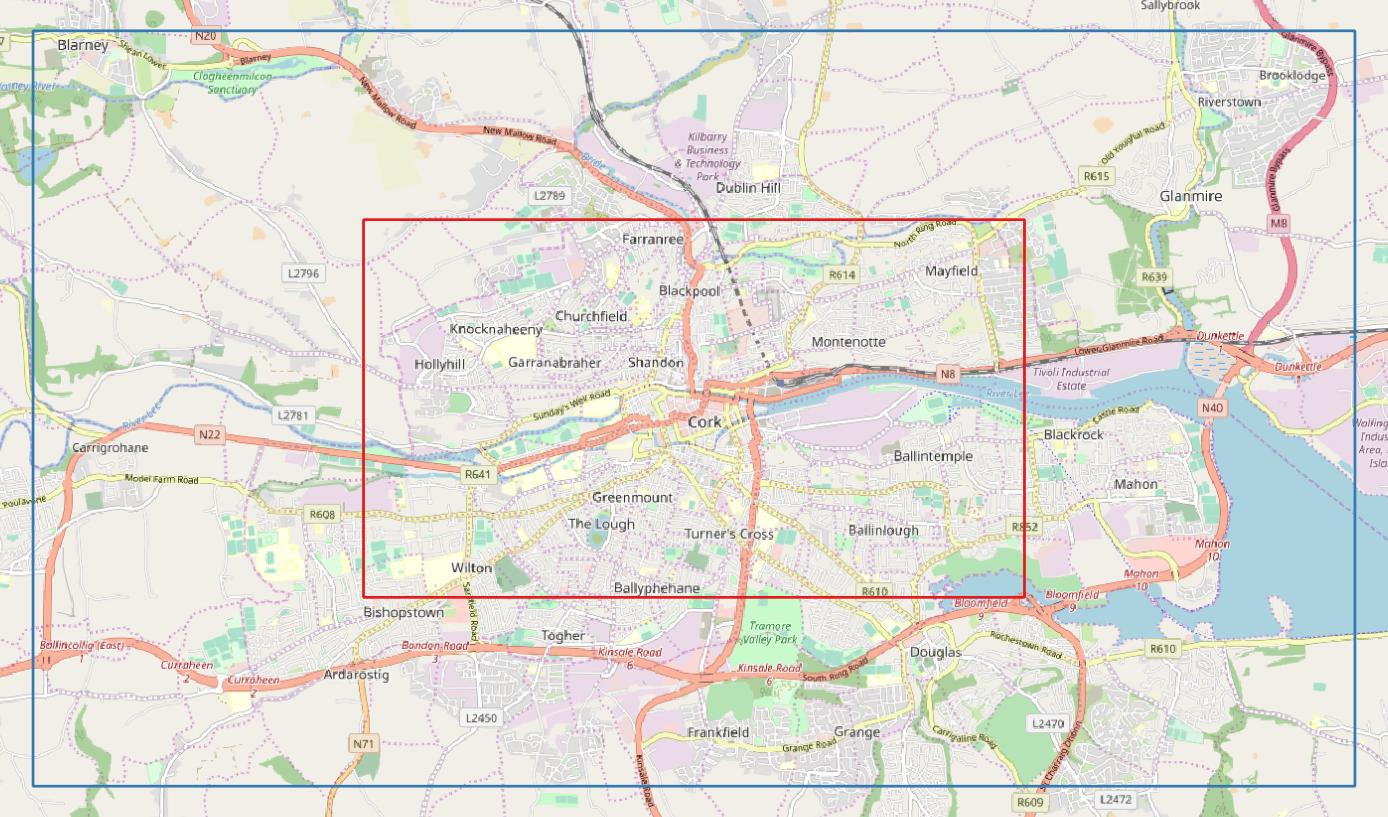 Sallybrook
N20
Blarney
Shean Lower
Blarney
Glanmire Bypass
Clogheenmilcon
Sanctuary
New Mallow Road
Brooklodge
Riverstown
New Mallow Road
Kilbarry
Business
& Technology
Park
Old Youghal Road
Bride
R615
Glanmire Bypass
Dublin Hill
L2789
Glanmire
M8
Farranree
North Ring Road
L2796
R614
Mayfield
R639
Blackpool
Churchfield
Knocknaheeny
Montenotte
Dunkettle
1
Lower Glanmire Road
Hollyhill
Garranabraher
Shandon
Dunkettle
N8
Tivoli Industrial
Estate
Sunday's Well Road
River Lee
N40
L2781
River Lee
Castle Road
Cork
N22
Blackrock
Carrigrohane
Ballintemple
R641
Model Farm Road
Mahon
Greenmount
R608
The Lough
R852
Turner's Cross
Ballinlough
Mahon
10
Wilton
Mahon
10
Ballyphehane
R610
Bloomfield
9
Bloomfield
9
Bishopstown
Sarsfield Road
Tramore
Valley Park
Togher
Rochestown Road
Ballincollig (East)
1
Bandon Road
3
Kinsale Road
6
Douglas
R610
Curraheen
2
Curraheen
2
Kinsale Road
6
South Ring Road
Ardarostig
L2450
L2470
Frankfield
Grange
N71
Grange Road
Carrigaline Road
Kinsale Road
R609
L2472